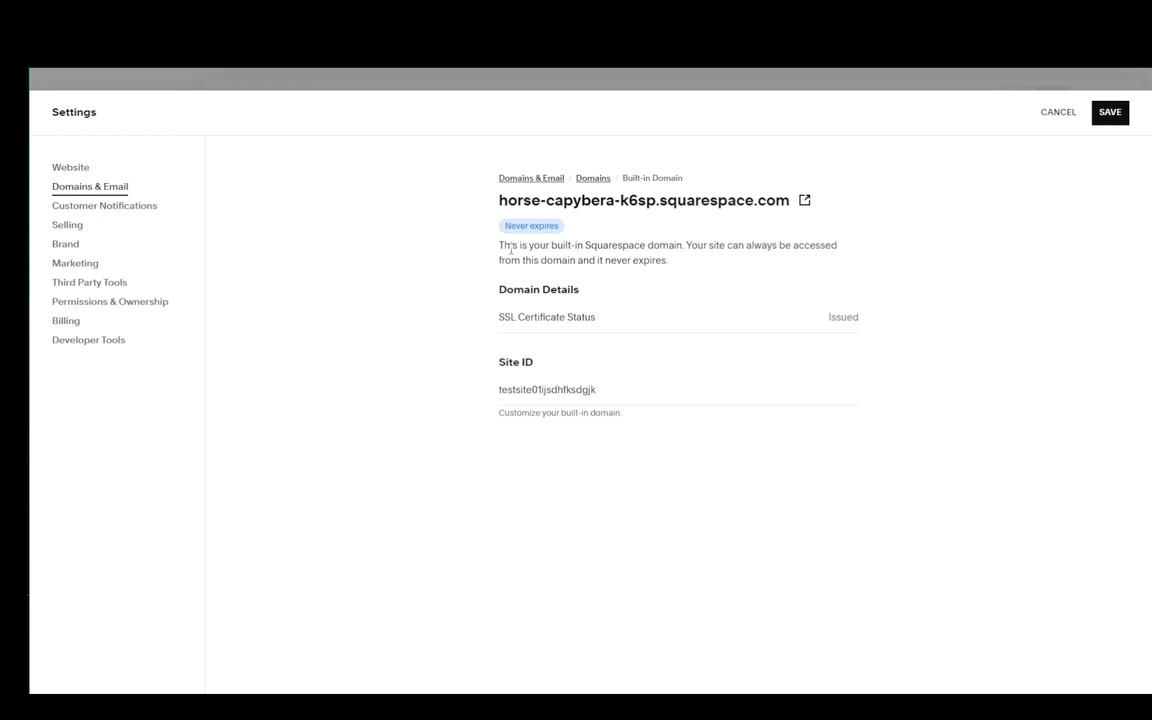 Settings
CANCEL
SAVE
Website
Domains & Email
Customer Notifications
Selling
Brand
Marketing
Third Party Tools
Permissions & Ownership
Billing
Developer Tools
Domains & Email / Domains / Built-in Domain
horse-capybera-k6sp.squarespace.com
Never expires
This is your built-in Squarespace domain. Your site can always be accessed
from this domain and it never expires.
Domain Details
SSL Certificate Status Issued
Site ID
testsite01ijsdhfksdgjk
Customize your built-in domain.